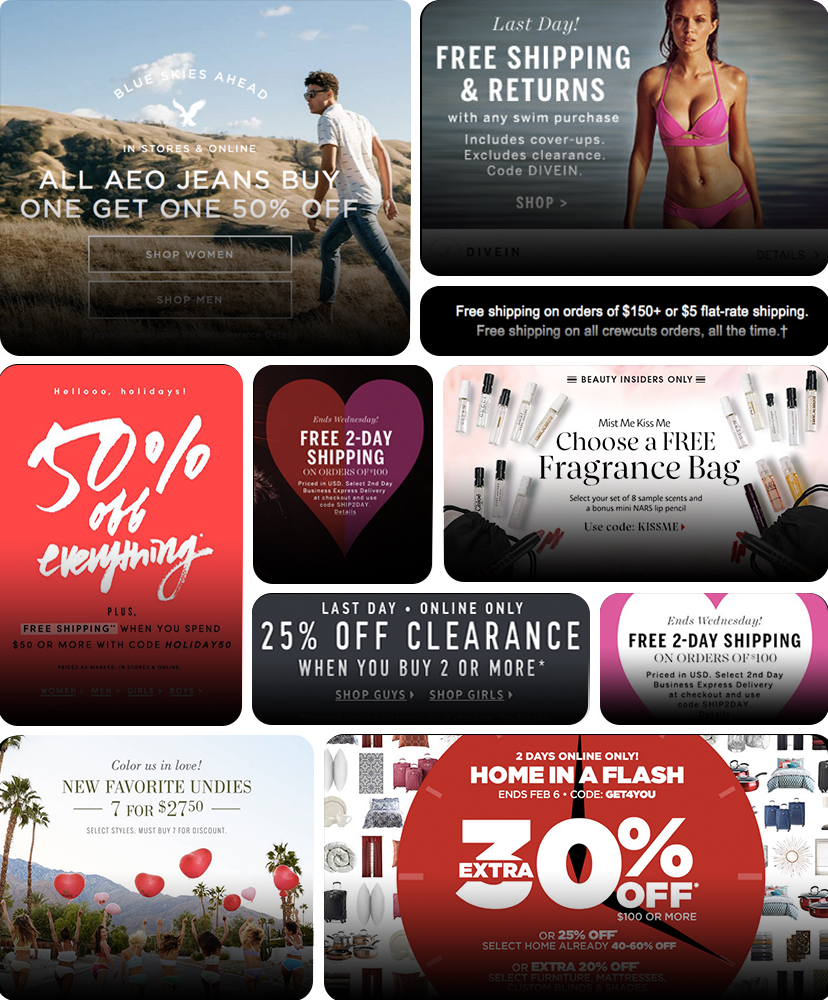 BLUE SKIES AHEAD
IN STORES & ONLINE
ALL AEO JEANS BUY
ONE GET ONE 50% OFF
SHOP WOMEN
SHOP MEN
Last Day!
FREE SHIPPING
& RETURNS
with any swim purchase
Includes cover-ups.
Excludes clearance.
Code DIVEIN.
SHOP >
DIVEIN
DETAILS >
Free shipping on orders of $150+ or $5 flat-rate shipping.
Free shipping on all crewcuts orders, all the time.†
Hellooo, holidays!
50%
off
everything*
PLUS,
FREE SHIPPING** WHEN YOU SPEND
$50 OR MORE WITH CODE HOLIDAY50
PRICES AS MARKED, IN STORES & ONLINE.
WOMEN > MEN > GIRLS > BOYS >
Ends Wednesday!
FREE 2-DAY
SHIPPING
ON ORDERS OF $100
Priced in USD. Select 2nd Day
Business Express Delivery
at checkout and use
code SHIP2DAY.
Details
BEAUTY INSIDERS ONLY
Mist Me Kiss Me
Choose a FREE
Fragrance Bag
Select your set of 8 sample scents and
a bonus mini NARS lip pencil
Use code: KISSME
LAST DAY • ONLINE ONLY
25% OFF CLEARANCE
WHEN YOU BUY 2 OR MORE*
SHOP GUYS SHOP GIRLS
Ends Wednesday!
FREE 2-DAY SHIPPING
ON ORDERS OF $100
Priced in USD. Select 2nd Day
Business Express Delivery
at checkout and use
code SHIP2DAY.
Color us in love!
NEW FAVORITE UNDIES
7 FOR $27.50
SELECT STYLES. MUST BUY 7 FOR DISCOUNT.
2 DAYS ONLINE ONLY!
HOME IN A FLASH
ENDS FEB 6 • CODE: GET4YOU
EXTRA 30% OFF*
$100 OR MORE
OR 25% OFF*
SELECT HOME ALREADY 40-60% OFF
OR EXTRA 20% OFF*
SELECT FURNITURE, MATTRESSES,
CUSTOM BLINDS & SHADES